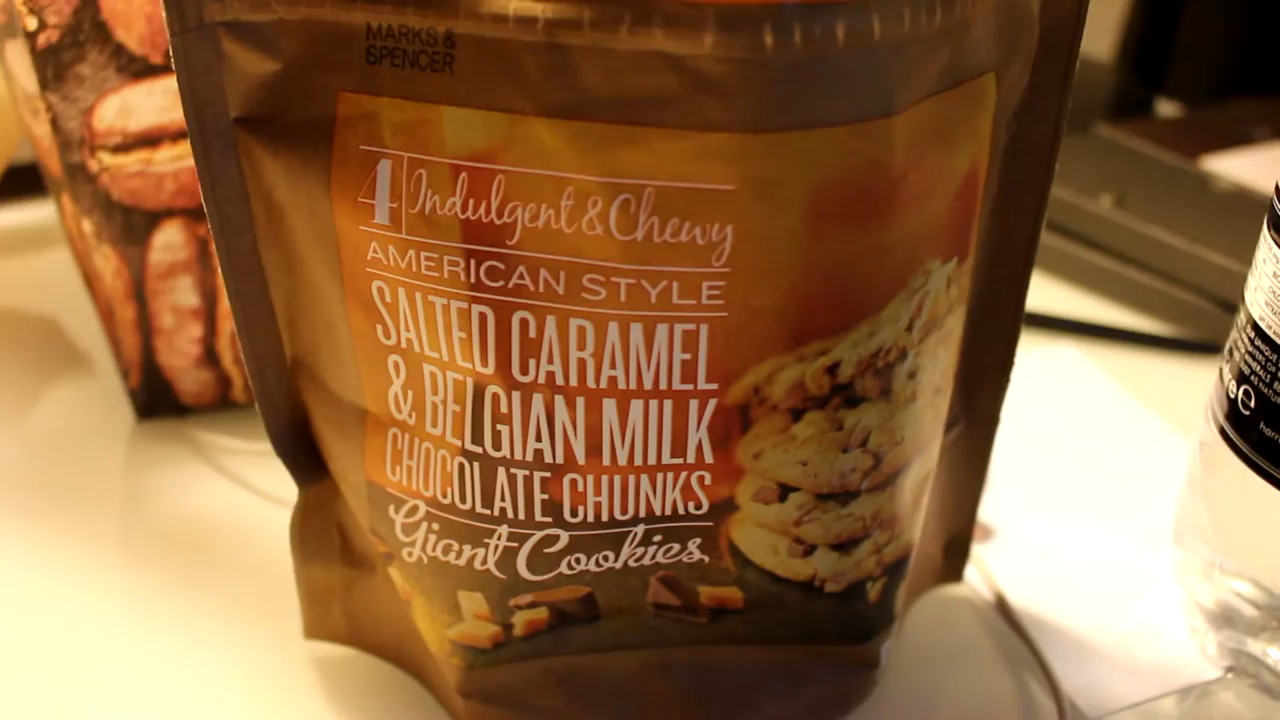 MARKS &
SPENCER
4 Indulgent & Chewy
AMERICAN STYLE
SALTED CARAMEL
& BELGIAN MILK
CHOCOLATE CHUNKS
Giant Cookies